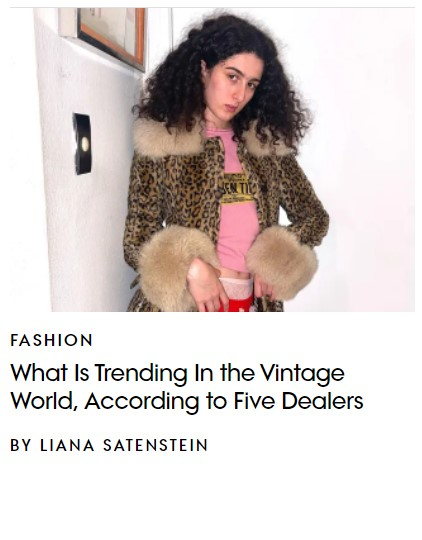 FASHION
What Is Trending In the Vintage
World, According to Five Dealers
BY LIANA SATENSTEIN